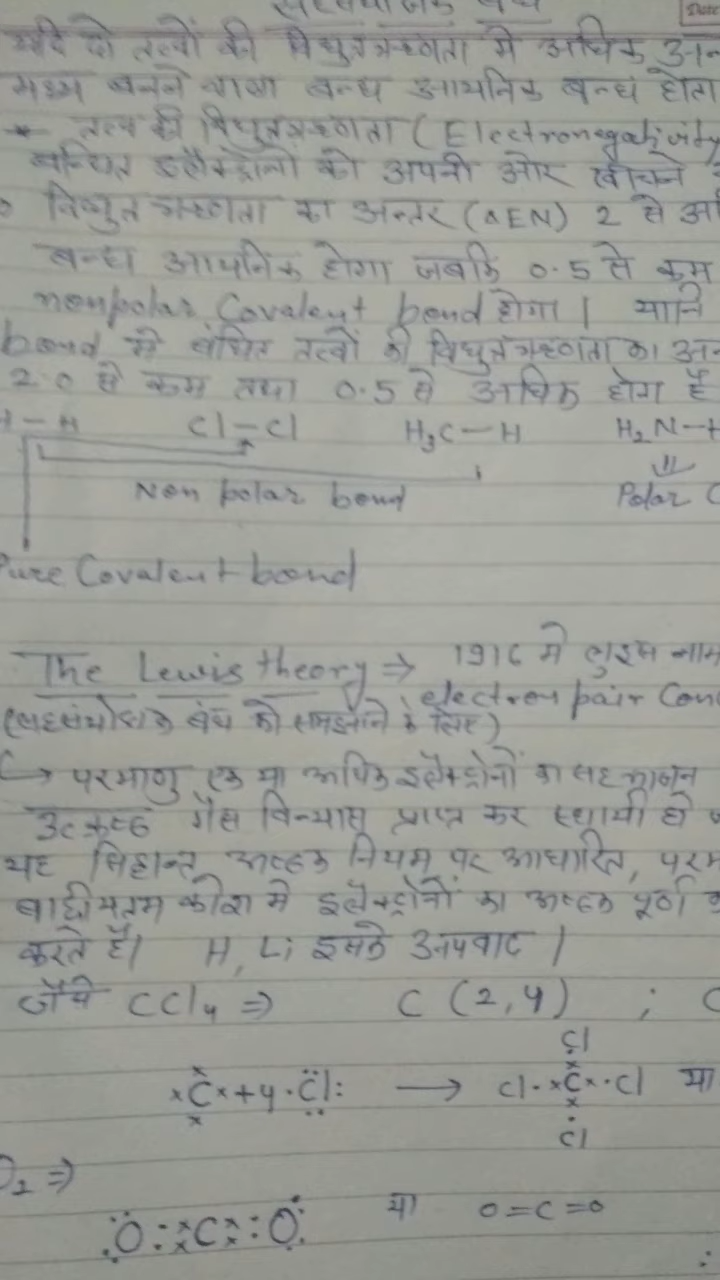 Date
यदि दो तत्वों की विधुतऋणता में अधिक
मध्य बनने वाला बन्ध आयनिक बन्ध होता
* तत्व की विधुतऋणता (Electronegativity
बन्धित इलैक्ट्रोनों को अपनी ओर खींचने
विधुतऋणता का अन्तर (ΔEN) 2 से
बन्ध आयनिक होगा जबकि 0.5 से कम
nonpolar Covalent bond होगा | यानि
bond में बंधित तत्वों की विधुतऋणता का
2.0 से कम तथा 0.5 से अधिक होग है
H-H Cl-Cl H₃C-H H₂N-H
Non polar bond Polar C
Pure Covalent bond
The Lewis theory ⇒ 1916 में लुइस नाम
electron pair Con
(सहसंयोजक बंध को समझाने के लिए)
↳ परमाणु एक या अधिक इलैक्ट्रोनों का सहभाजन
उत्कृष्ट गैस विन्यास प्राप्त कर स्थायी हो
यह सिद्धान्त अष्टक नियम पर आधारित,
बाहीयतम कोश में इलैक्ट्रोनों का अष्टक पूर्ण
करते हैं| H, Li इसके अपवाद |
जैसे CCl₄ ⇒ C (2,4) ; C
Cl
×C× + 4 · Cl: → Cl · ×C× · Cl या
Cl
O₂ ⇒
:O::×C×::O: या O=C=O